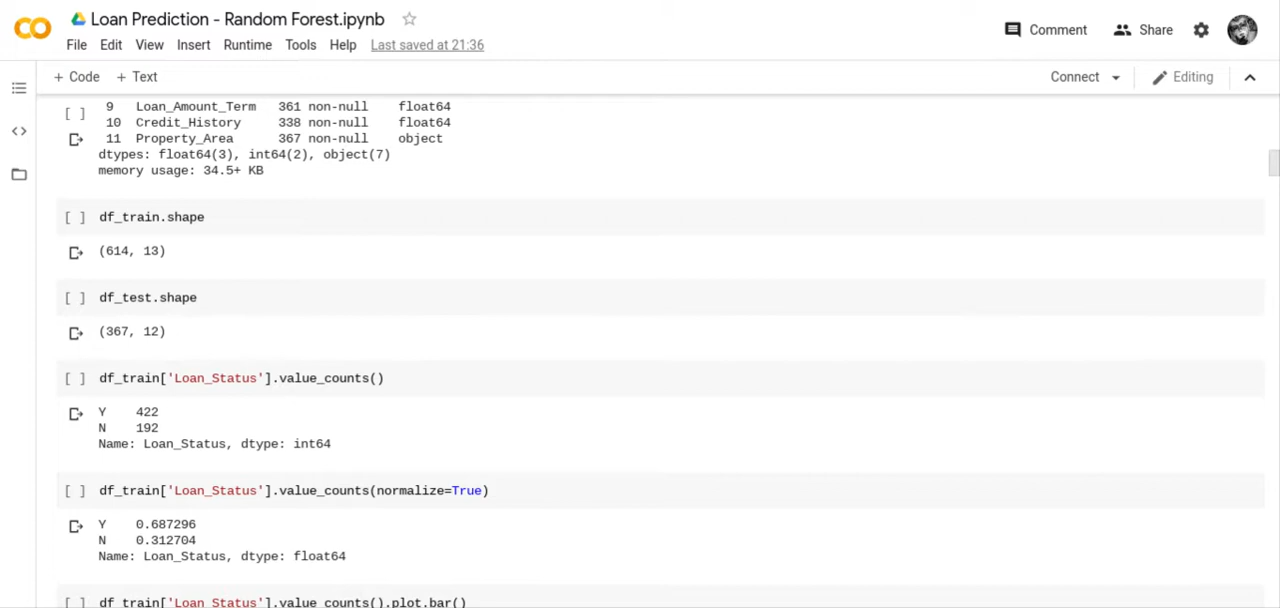 Loan Prediction - Random Forest.ipynb
File Edit View Insert Runtime Tools Help Last saved at 21:36
Comment Share
+ Code + Text
Connect Editing
[ ] 9 Loan_Amount_Term 361 non-null float64
10 Credit_History 338 non-null float64
11 Property_Area 367 non-null object
dtypes: float64(3), int64(2), object(7)
memory usage: 34.5+ KB
[ ] df_train.shape
(614, 13)
[ ] df_test.shape
(367, 12)
[ ] df_train['Loan_Status'].value_counts()
Y 422
N 192
Name: Loan_Status, dtype: int64
[ ] df_train['Loan_Status'].value_counts(normalize=True)
Y 0.687296
N 0.312704
Name: Loan_Status, dtype: float64
[ ] df_train['Loan_Status'].value_counts().plot.bar()